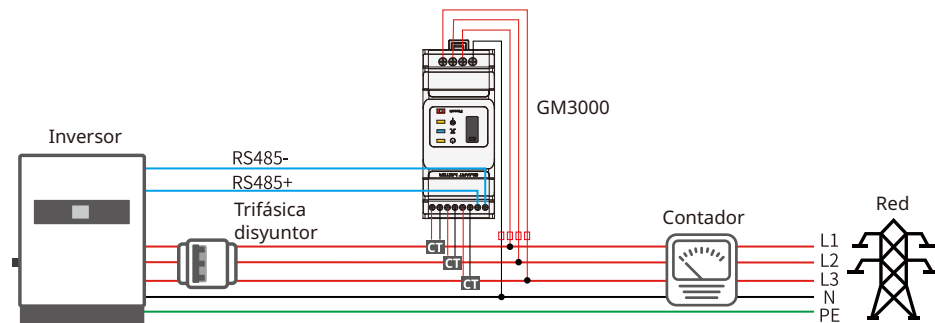 GM3000
Inversor
RS485-
RS485+
Trifásica
disyuntor
Contador
Red
CT
CT
CT
L1
L2
L3
N
PE